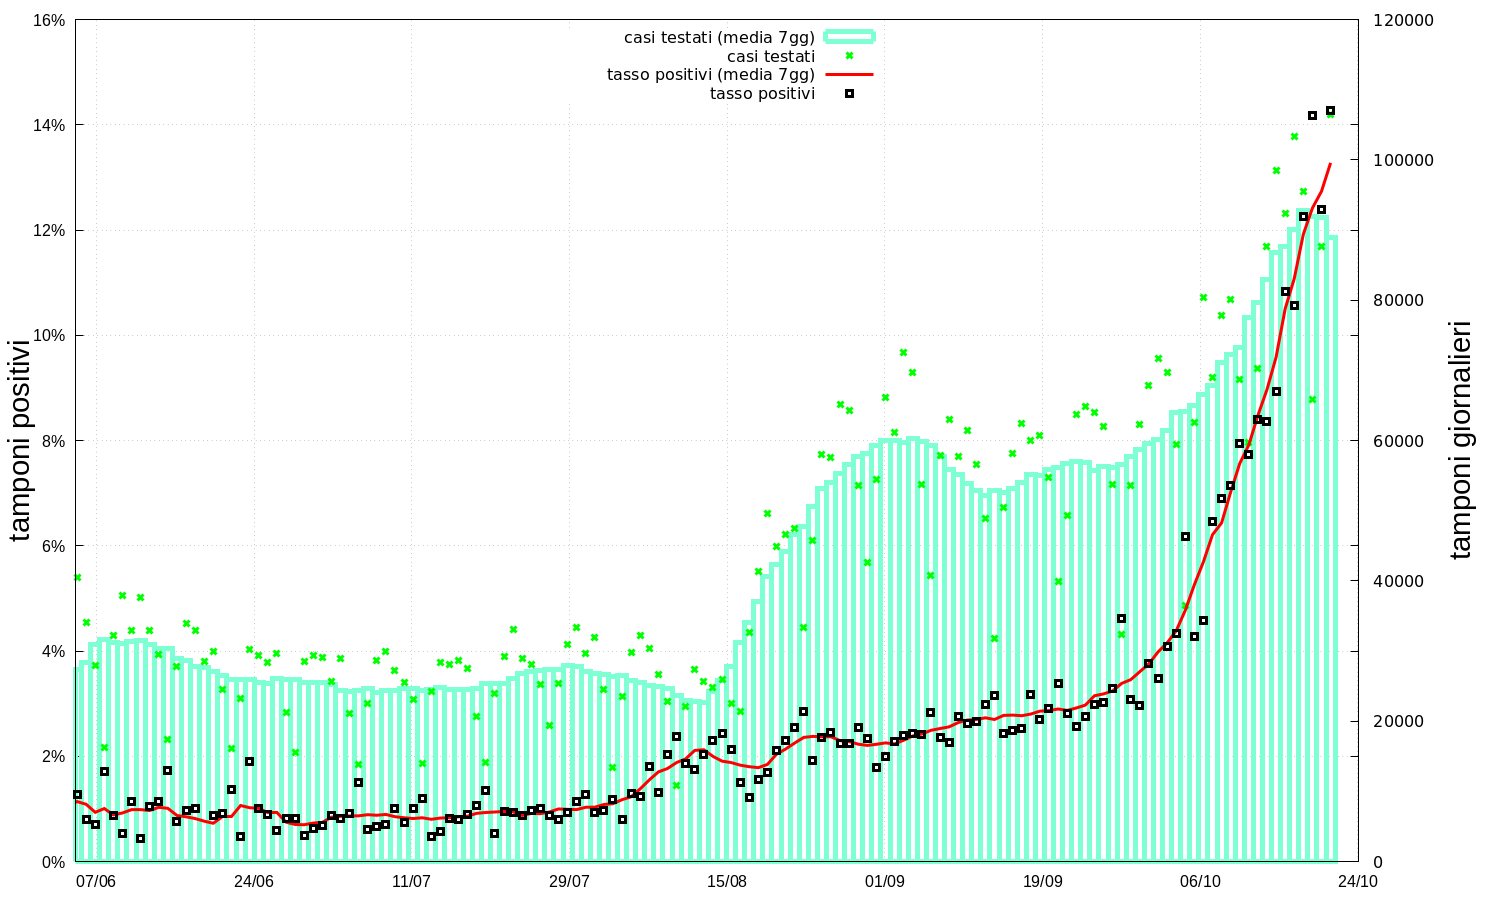 casi testati (media 7gg)
casi testati
tasso positivi (media 7gg)
tasso positivi
tamponi positivi
16%
14%
12%
10%
8%
6%
4%
2%
0%
120000
100000
80000
60000
40000
20000
0
tamponi giornalieri
07/06 24/06 11/07 29/07 15/08 01/09 19/09 06/10 24/10